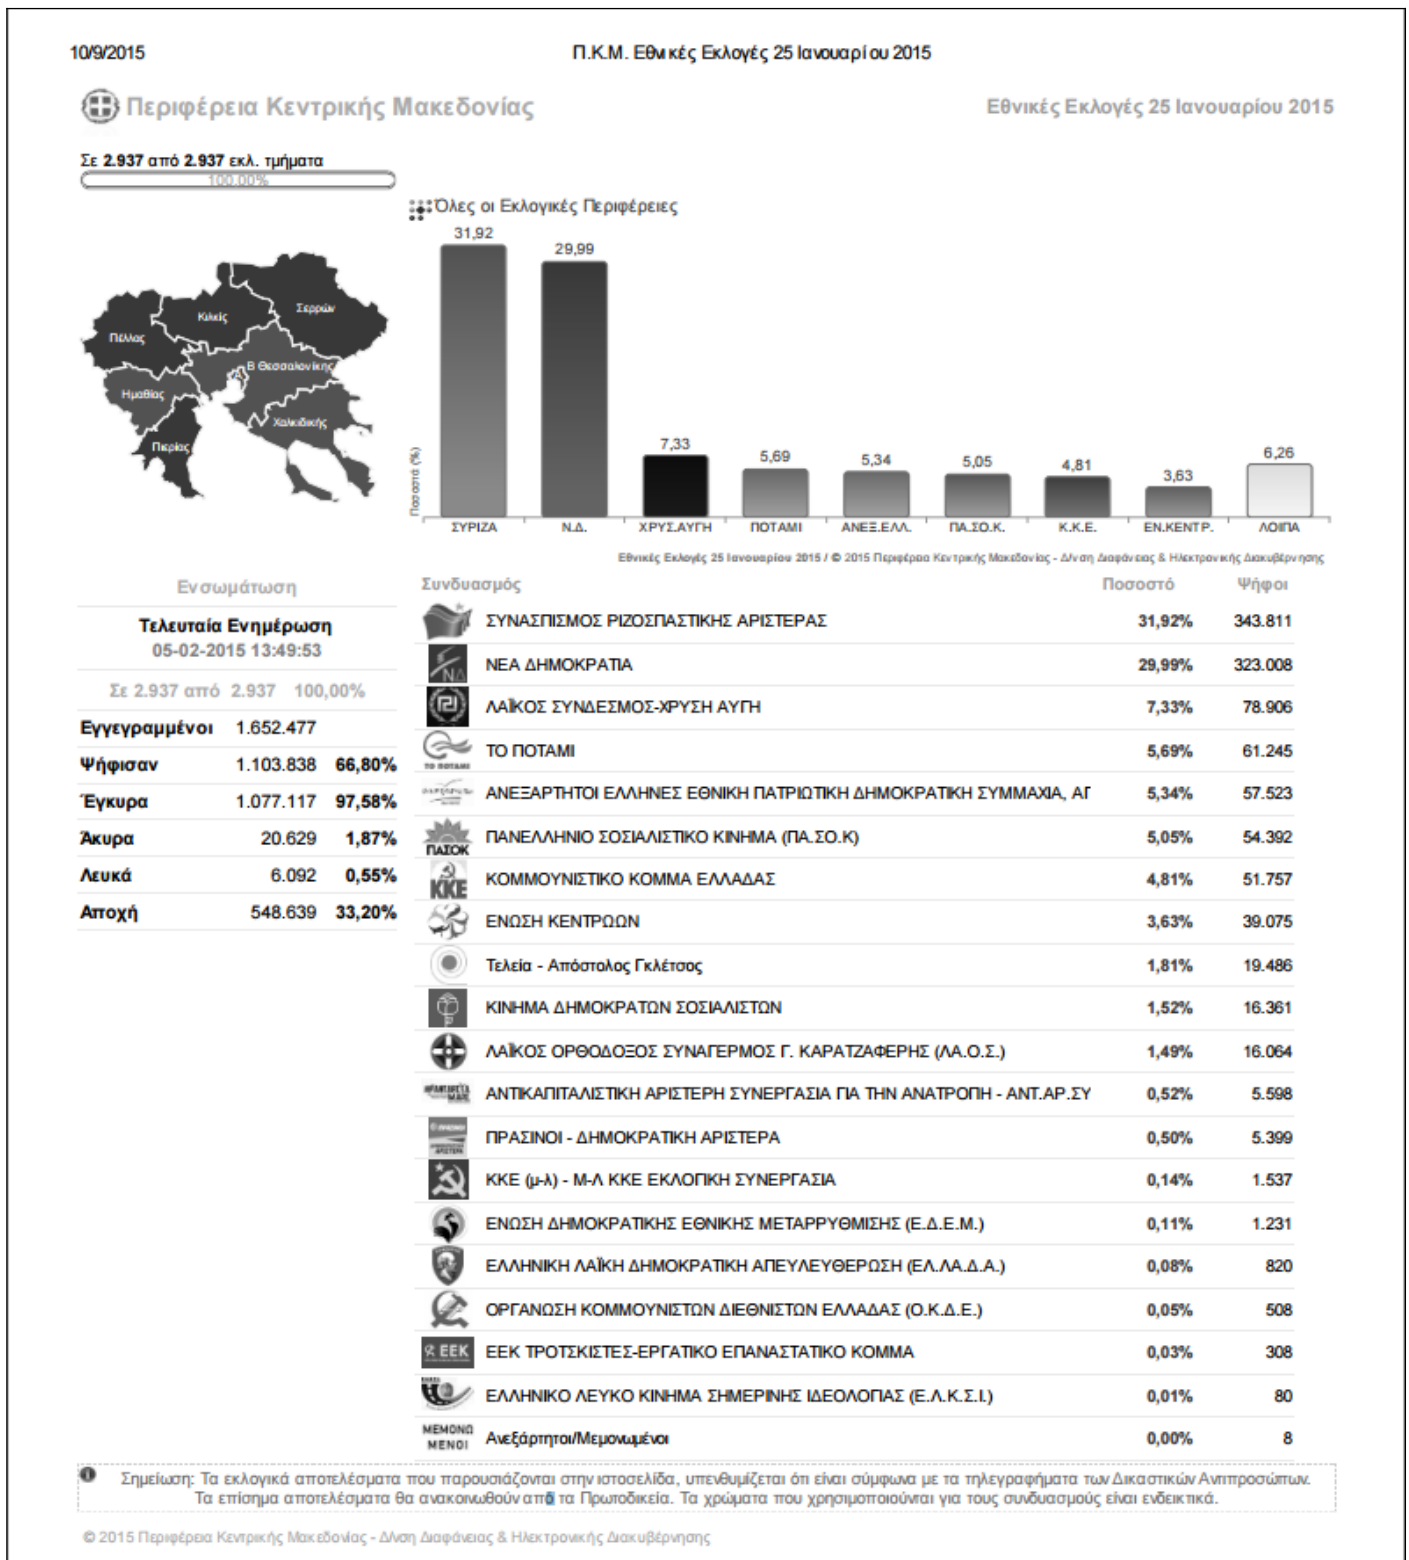 10/9/2015
Π.Κ.Μ. Εθνικές Εκλογές 25 Ιανουαρίου 2015
Περιφέρεια Κεντρικής Μακεδονίας
Εθνικές Εκλογές 25 Ιανουαρίου 2015
Σε 2.937 από 2.937 εκλ. τμήματα
100.00%
Όλες οι Εκλογικές Περιφέρειες
31,92
29,99
7,33
5,69
5,34
5,05
4,81
3,63
6,26
Ποσοστά (%)
ΣΥΡΙΖΑ
Ν.Δ.
ΧΡΥΣ.ΑΥΓΗ
ΠΟΤΑΜΙ
ΑΝΕΞ.ΕΛΛ.
ΠΑ.ΣΟ.Κ.
Κ.Κ.Ε.
ΕΝ.ΚΕΝΤΡ.
ΛΟΙΠΑ
Σερρών
Κιλκίς
Πέλλας
Β Θεσσαλονίκης
Α
Ημαθίας
Χαλκιδικής
Πιερίας
Εθνικές Εκλογές 25 Ιανουαρίου 2015 / © 2015 Περιφέρεια Κεντρικής Μακεδονίας - Δ/νση Διαφάνειας & Ηλεκτρονικής Διακυβέρνησης
Ενσωμάτωση
Τελευταία Ενημέρωση
05-02-2015 13:49:53
Σε 2.937 από 2.937 100,00%
Εγγεγραμμένοι 1.652.477
Ψήφισαν 1.103.838 66,80%
Έγκυρα 1.077.117 97,58%
Άκυρα 20.629 1,87%
Λευκά 6.092 0,55%
Αποχή 548.639 33,20%
Συνδυασμός Ποσοστό Ψήφοι
ΣΥΝΑΣΠΙΣΜΟΣ ΡΙΖΟΣΠΑΣΤΙΚΗΣ ΑΡΙΣΤΕΡΑΣ 31,92% 343.811
ΝΔ ΝΕΑ ΔΗΜΟΚΡΑΤΙΑ 29,99% 323.008
ΛΑΪΚΟΣ ΣΥΝΔΕΣΜΟΣ-ΧΡΥΣΗ ΑΥΓΗ 7,33% 78.906
ΤΟ ΠΟΤΑΜΙ ΤΟ ΠΟΤΑΜΙ 5,69% 61.245
ΑΝΕΞΑΡΤΗΤΟΙ ΕΛΛΗΝΕΣ ΕΘΝΙΚΗ ΠΑΤΡΙΩΤΙΚΗ ΔΗΜΟΚΡΑΤΙΚΗ ΣΥΜΜΑΧΙΑ, ΑΓ 5,34% 57.523
ΠΑΣΟΚ ΠΑΝΕΛΛΗΝΙΟ ΣΟΣΙΑΛΙΣΤΙΚΟ ΚΙΝΗΜΑ (ΠΑ.ΣΟ.Κ) 5,05% 54.392
ΚΚΕ ΚΟΜΜΟΥΝΙΣΤΙΚΟ ΚΟΜΜΑ ΕΛΛΑΔΑΣ 4,81% 51.757
ΕΝΩΣΗ ΚΕΝΤΡΩΩΝ 3,63% 39.075
Τελεία - Απόστολος Γκλέτσος 1,81% 19.486
ΚΙΝΗΜΑ ΔΗΜΟΚΡΑΤΩΝ ΣΟΣΙΑΛΙΣΤΩΝ 1,52% 16.361
ΛΑΪΚΟΣ ΟΡΘΟΔΟΞΟΣ ΣΥΝΑΓΕΡΜΟΣ Γ. ΚΑΡΑΤΖΑΦΕΡΗΣ (ΛΑ.Ο.Σ.) 1,49% 16.064
ΑΝΤΙΚΑΠΙΤΑΛΙΣΤΙΚΗ ΑΡΙΣΤΕΡΗ ΣΥΝΕΡΓΑΣΙΑ ΓΙΑ ΤΗΝ ΑΝΑΤΡΟΠΗ - ΑΝΤ.ΑΡ.ΣΥ 0,52% 5.598
ΠΡΑΣΙΝΟΙ - ΔΗΜΟΚΡΑΤΙΚΗ ΑΡΙΣΤΕΡΑ 0,50% 5.399
ΚΚΕ (μ-λ) - Μ-Λ ΚΚΕ ΕΚΛΟΓΙΚΗ ΣΥΝΕΡΓΑΣΙΑ 0,14% 1.537
ΕΝΩΣΗ ΔΗΜΟΚΡΑΤΙΚΗΣ ΕΘΝΙΚΗΣ ΜΕΤΑΡΡΥΘΜΙΣΗΣ (Ε.Δ.Ε.Μ.) 0,11% 1.231
ΕΛΛΗΝΙΚΗ ΛΑΪΚΗ ΔΗΜΟΚΡΑΤΙΚΗ ΑΠΕΥΛΕΥΘΕΡΩΣΗ (ΕΛ.ΛΑ.Δ.Α.) 0,08% 820
ΟΡΓΑΝΩΣΗ ΚΟΜΜΟΥΝΙΣΤΩΝ ΔΙΕΘΝΙΣΤΩΝ ΕΛΛΑΔΑΣ (Ο.Κ.Δ.Ε.) 0,05% 508
ΕΕΚ ΕΕΚ ΤΡΟΤΣΚΙΣΤΕΣ-ΕΡΓΑΤΙΚΟ ΕΠΑΝΑΣΤΑΤΙΚΟ ΚΟΜΜΑ 0,03% 308
ΕΛΛΗΝΙΚΟ ΛΕΥΚΟ ΚΙΝΗΜΑ ΣΗΜΕΡΙΝΗΣ ΙΔΕΟΛΟΓΙΑΣ (Ε.Λ.Κ.Σ.Ι.) 0,01% 80
ΜΕΜΟΝΩ
ΜΕΝΟΙ Ανεξάρτητοι/Μεμονωμένοι 0,00% 8
Σημείωση: Τα εκλογικά αποτελέσματα που παρουσιάζονται στην ιστοσελίδα, υπενθυμίζεται ότι είναι σύμφωνα με τα τηλεγραφήματα των Δικαστικών Αντιπροσώπων.
Τα επίσημα αποτελέσματα θα ανακοινωθούν από τα Πρωτοδικεία. Τα χρώματα που χρησιμοποιούνται για τους συνδυασμούς είναι ενδεικτικά.
© 2015 Περιφέρεια Κεντρικής Μακεδονίας - Δ/νση Διαφάνειας & Ηλεκτρονικής Διακυβέρνησης